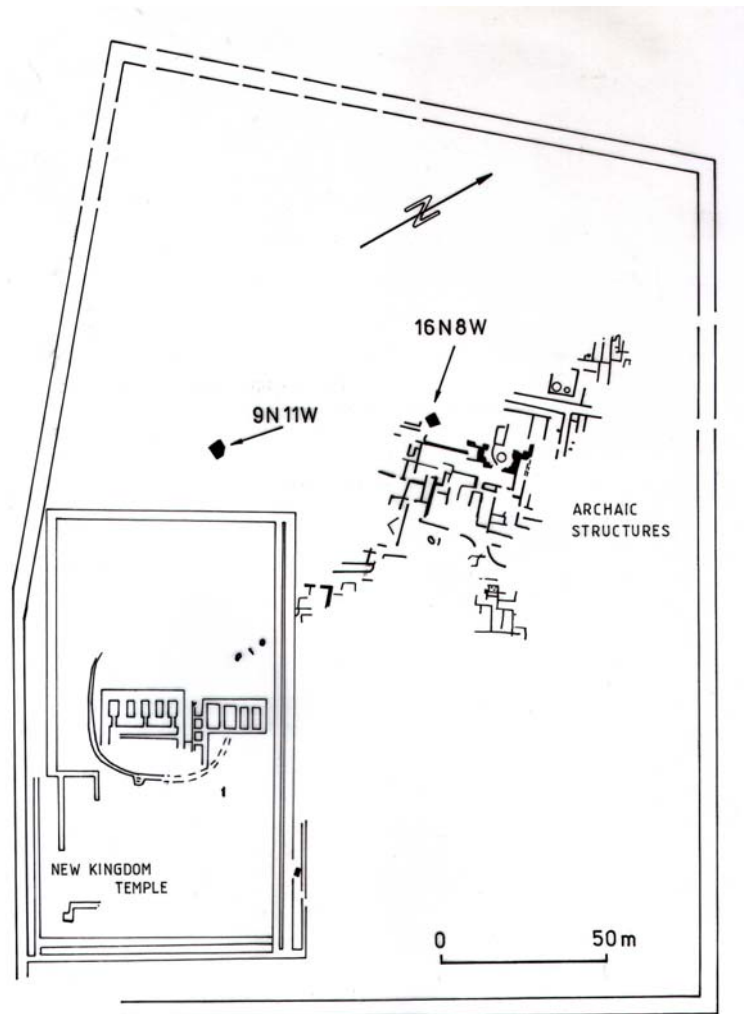 16N8W
9N11W
ARCHAIC
STRUCTURES
NEW KINGDOM
TEMPLE
0 50m